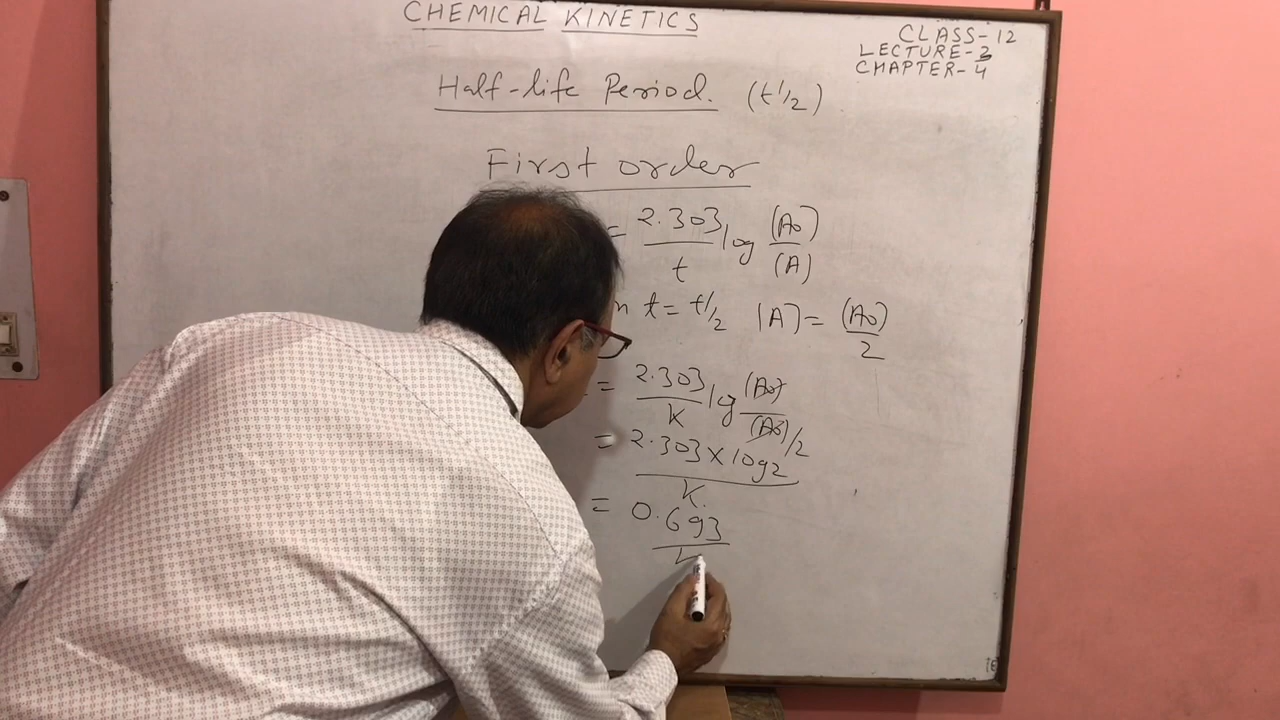 CHEMICAL KINETICS
CLASS-12
LECTURE-3
CHAPTER-4
Half-life Period. (t1/2)
First order
= 2.303/t log (A0)/(A)
t = t1/2 [A] = (A0)/2
= 2.303/K log (A0)/(A0)/2
= 2.303 × log2/K.
= 0.693/K